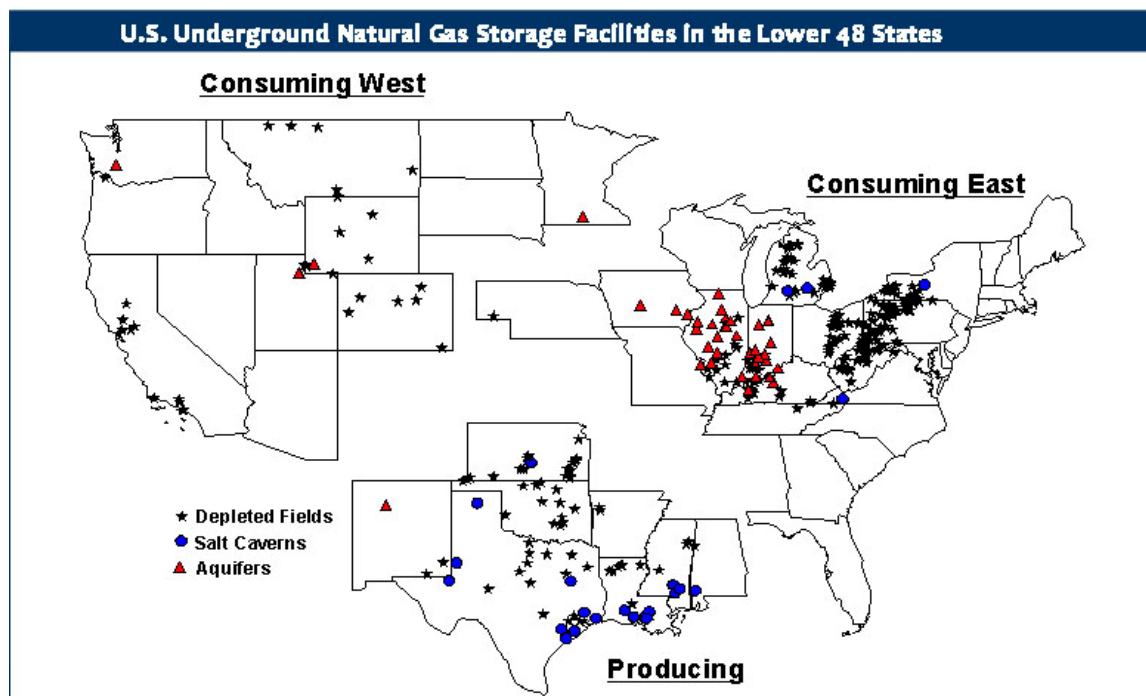 U.S. Underground Natural Gas Storage Facilities in the Lower 48 States
Consuming West
Consuming East
Depleted Fields
Salt Caverns
Aquifers
Producing